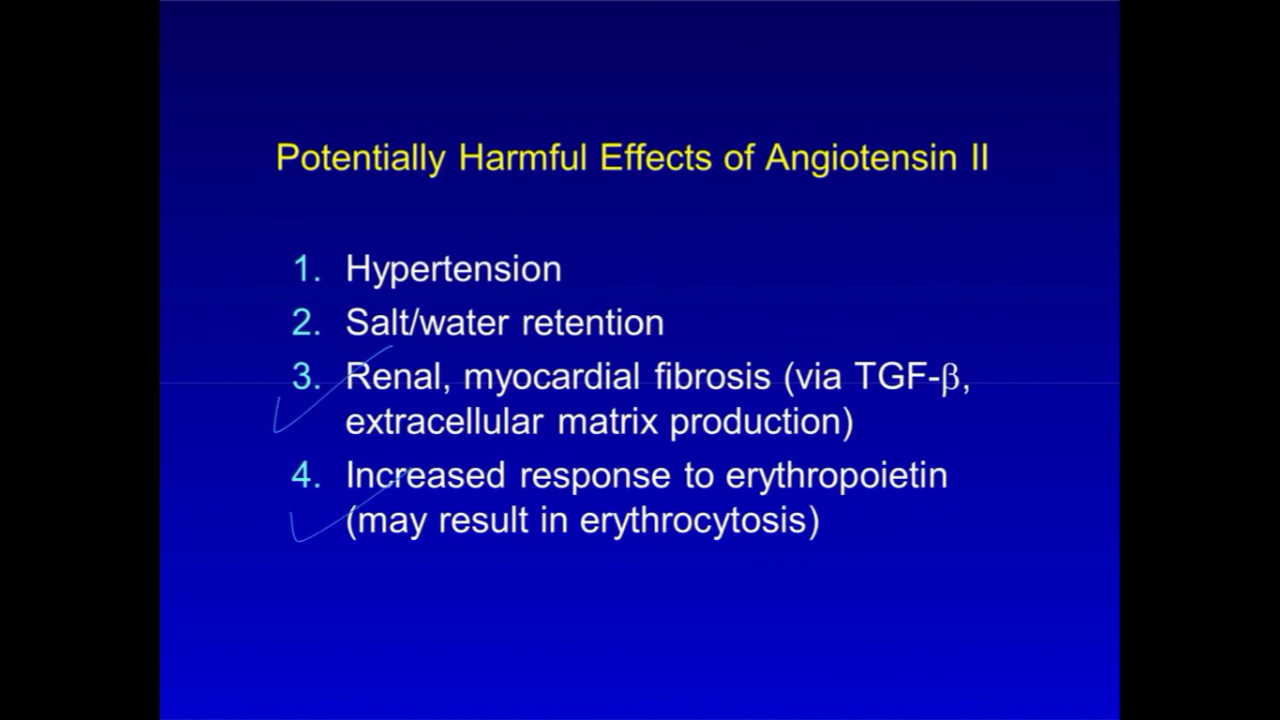 Potentially Harmful Effects of Angiotensin II
1. Hypertension
2. Salt/water retention
3. Renal, myocardial fibrosis (via TGF-β,
extracellular matrix production)
4. Increased response to erythropoietin
(may result in erythrocytosis)